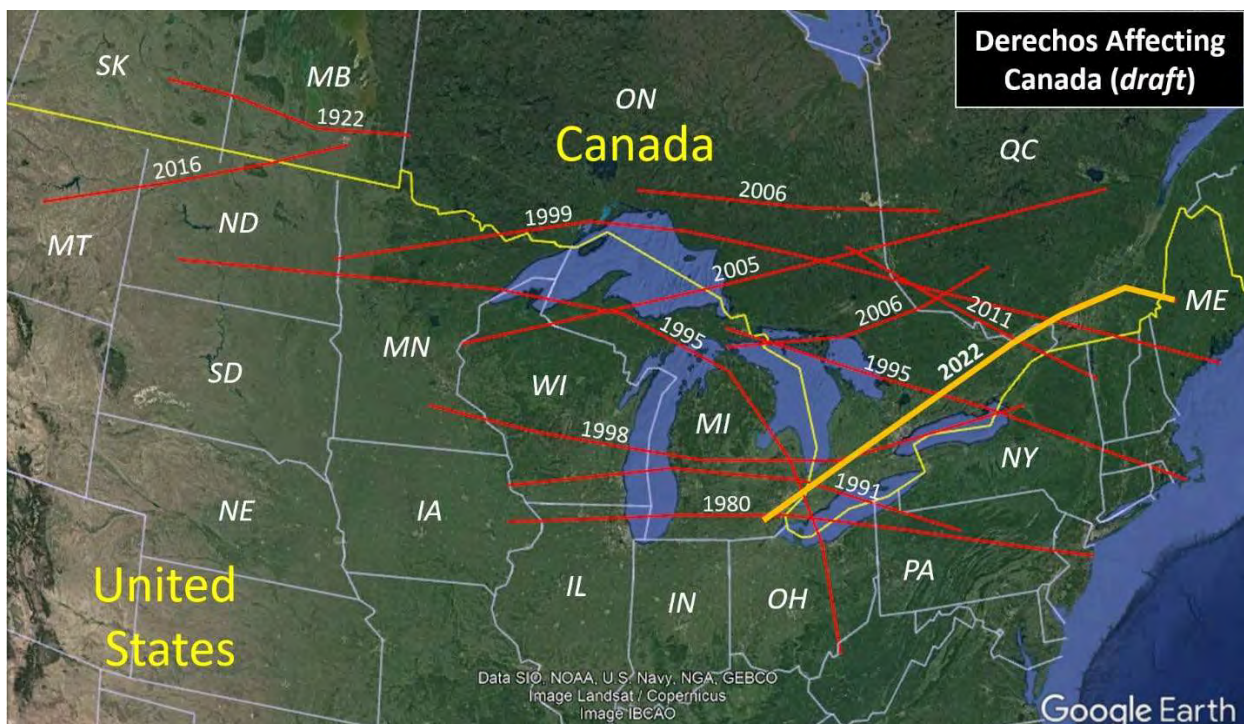 Derechos Affecting
Canada (draft)
SK
MB
ON
QC
1922
Canada
2016
2006
1999
ND
MT
2005
2006
2011
ME
1995
MN
2022
1995
SD
WI
1998
MI
NY
1991
NE
IA
1980
United
States
IL
IN
OH
PA
Data SIO, NOAA, U.S. Navy, NGA, GEBCO
Image Landsat / Copernicus
Image IBCAO
Google Earth